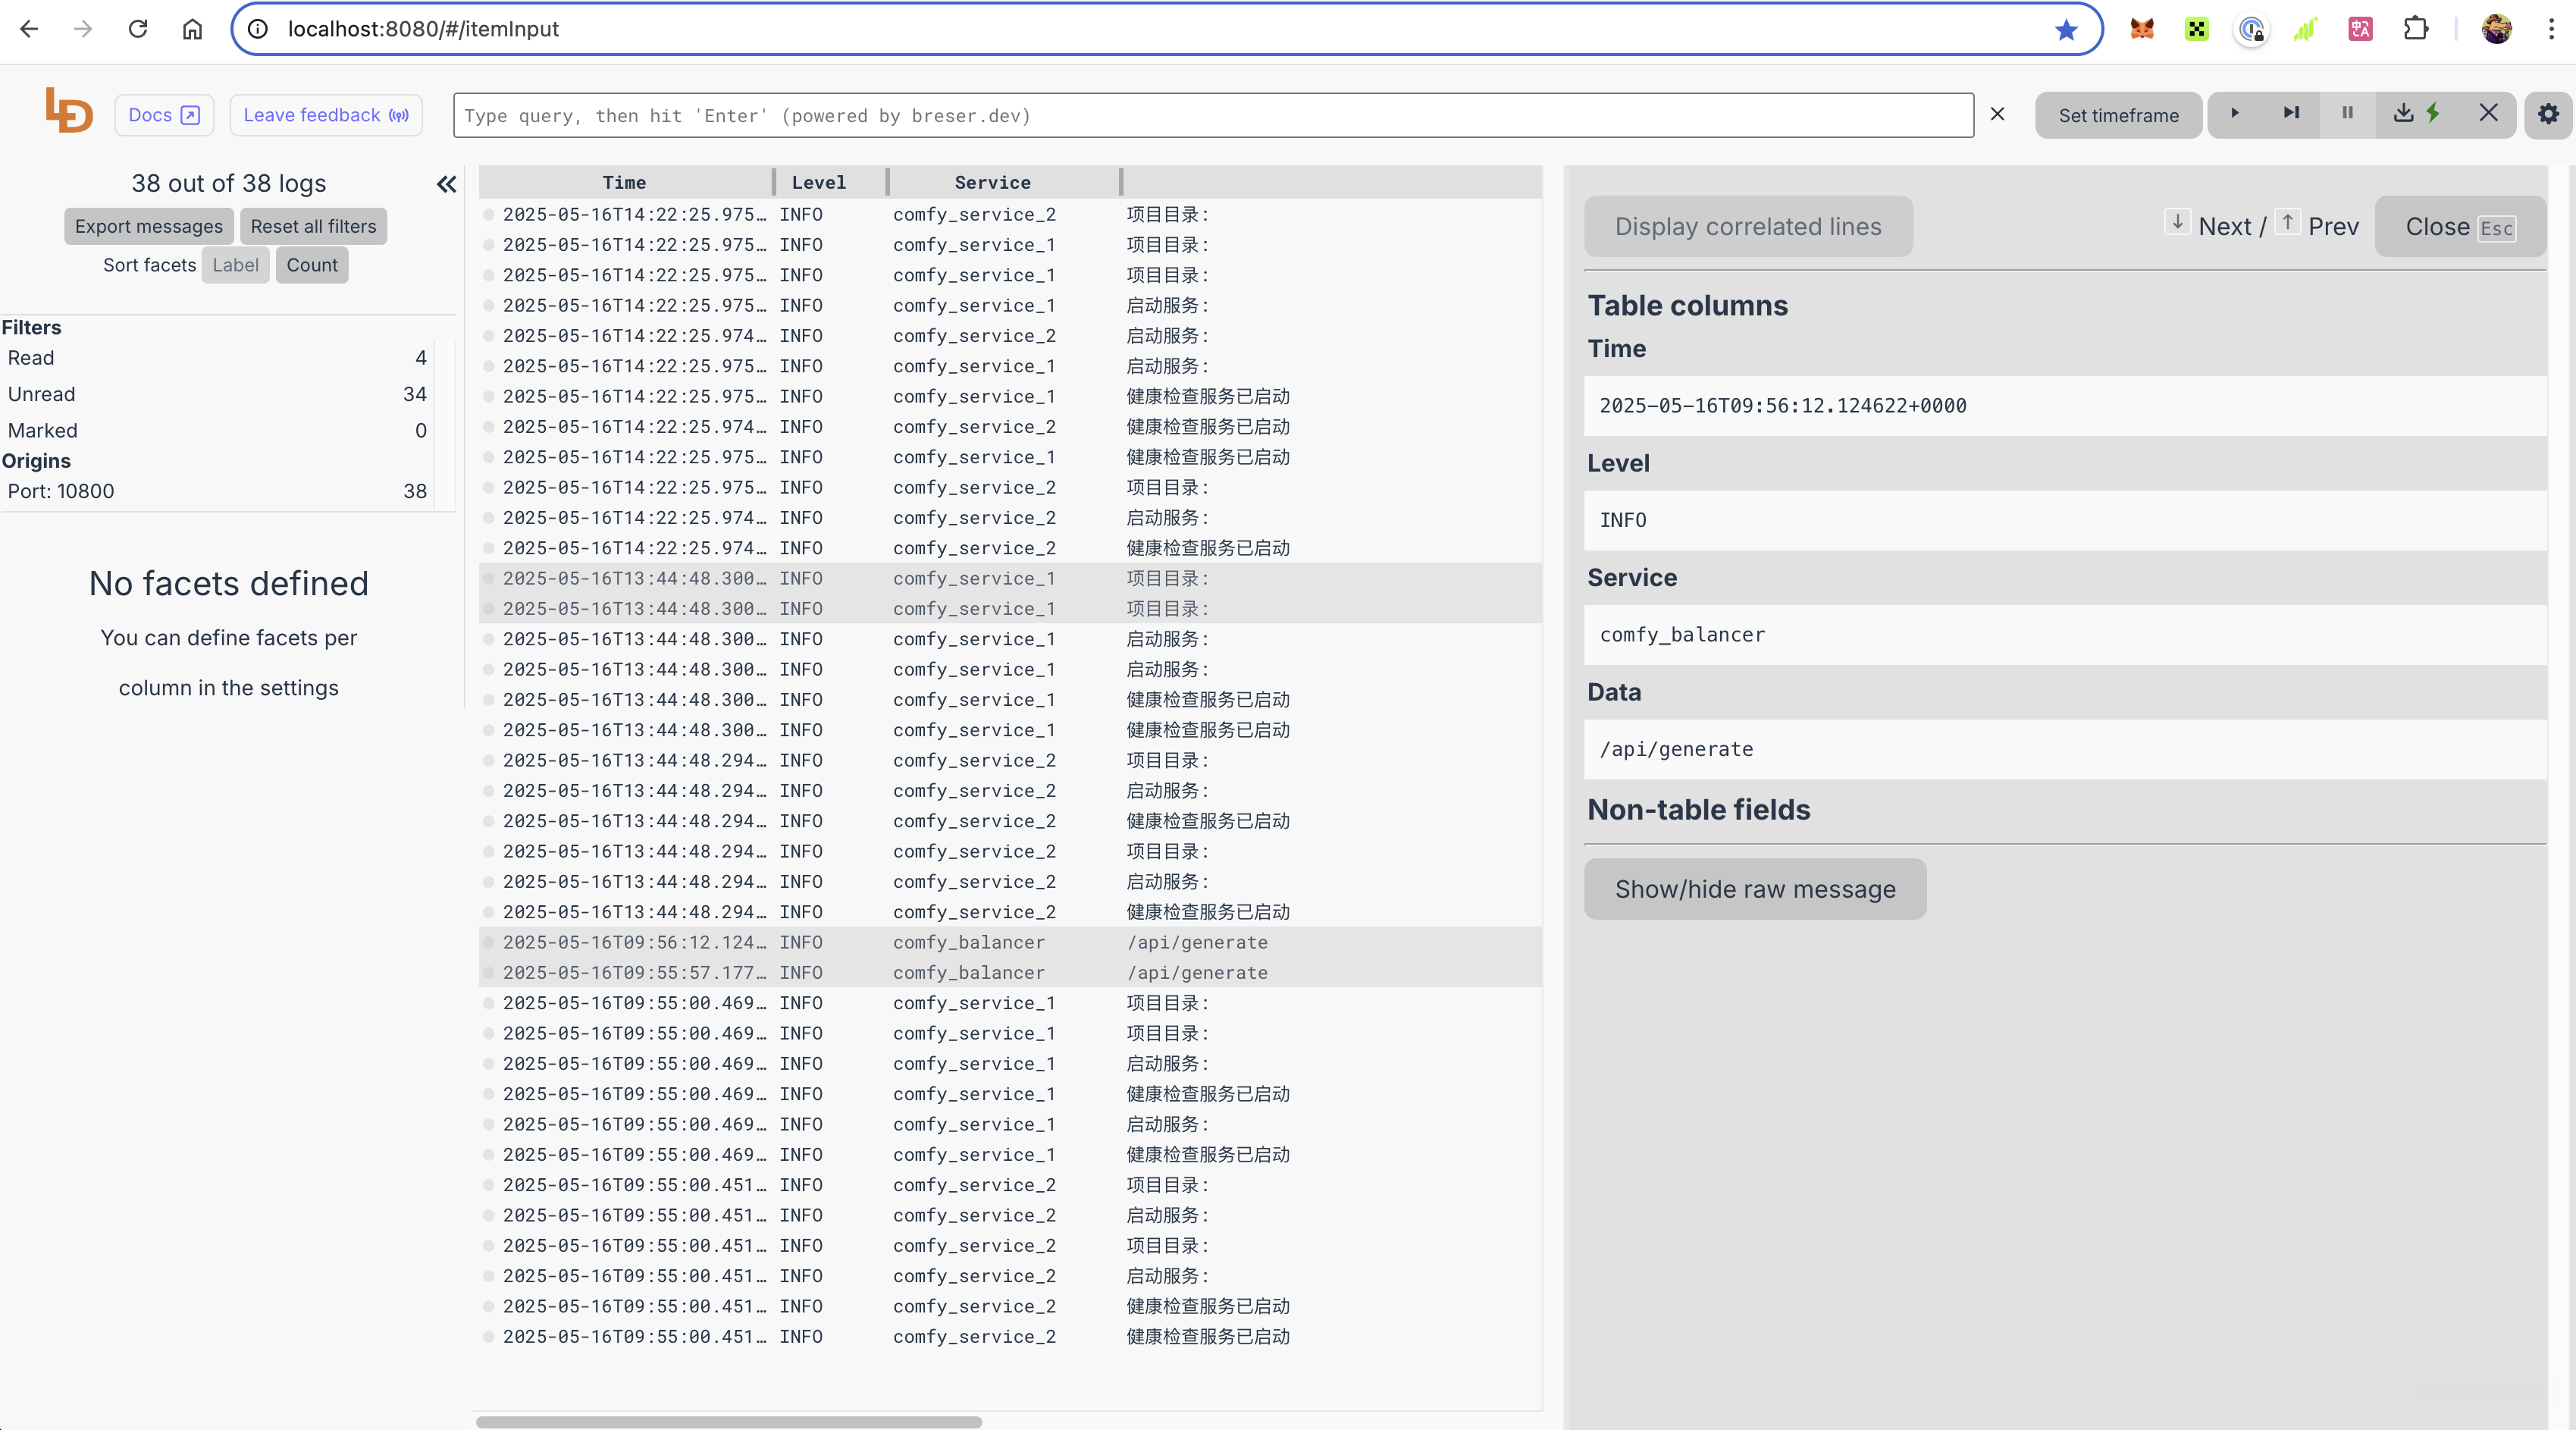 localhost:8080/#/itemInput
LD
Docs
Leave feedback
Type query, then hit 'Enter' (powered by breser.dev)
Set timeframe
38 out of 38 logs
Export messages
Reset all filters
Sort facets
Label
Count
Filters
Read 4
Unread 34
Marked 0
Origins
Port: 10800 38
No facets defined
You can define facets per
column in the settings
Time Level Service
2025-05-16T14:22:25.975… INFO comfy_service_2 项目目录:
2025-05-16T14:22:25.975… INFO comfy_service_1 项目目录:
2025-05-16T14:22:25.975… INFO comfy_service_1 项目目录:
2025-05-16T14:22:25.975… INFO comfy_service_1 启动服务:
2025-05-16T14:22:25.974… INFO comfy_service_2 启动服务:
2025-05-16T14:22:25.975… INFO comfy_service_1 启动服务:
2025-05-16T14:22:25.975… INFO comfy_service_1 健康检查服务已启动
2025-05-16T14:22:25.974… INFO comfy_service_2 健康检查服务已启动
2025-05-16T14:22:25.975… INFO comfy_service_1 健康检查服务已启动
2025-05-16T14:22:25.975… INFO comfy_service_2 项目目录:
2025-05-16T14:22:25.974… INFO comfy_service_2 启动服务:
2025-05-16T14:22:25.974… INFO comfy_service_2 健康检查服务已启动
2025-05-16T13:44:48.300… INFO comfy_service_1 项目目录:
2025-05-16T13:44:48.300… INFO comfy_service_1 项目目录:
2025-05-16T13:44:48.300… INFO comfy_service_1 启动服务:
2025-05-16T13:44:48.300… INFO comfy_service_1 启动服务:
2025-05-16T13:44:48.300… INFO comfy_service_1 健康检查服务已启动
2025-05-16T13:44:48.300… INFO comfy_service_1 健康检查服务已启动
2025-05-16T13:44:48.294… INFO comfy_service_2 项目目录:
2025-05-16T13:44:48.294… INFO comfy_service_2 启动服务:
2025-05-16T13:44:48.294… INFO comfy_service_2 健康检查服务已启动
2025-05-16T13:44:48.294… INFO comfy_service_2 项目目录:
2025-05-16T13:44:48.294… INFO comfy_service_2 启动服务:
2025-05-16T13:44:48.294… INFO comfy_service_2 健康检查服务已启动
2025-05-16T09:56:12.124… INFO comfy_balancer /api/generate
2025-05-16T09:55:57.177… INFO comfy_balancer /api/generate
2025-05-16T09:55:00.469… INFO comfy_service_1 项目目录:
2025-05-16T09:55:00.469… INFO comfy_service_1 项目目录:
2025-05-16T09:55:00.469… INFO comfy_service_1 启动服务:
2025-05-16T09:55:00.469… INFO comfy_service_1 健康检查服务已启动
2025-05-16T09:55:00.469… INFO comfy_service_1 启动服务:
2025-05-16T09:55:00.469… INFO comfy_service_1 健康检查服务已启动
2025-05-16T09:55:00.451… INFO comfy_service_2 项目目录:
2025-05-16T09:55:00.451… INFO comfy_service_2 启动服务:
2025-05-16T09:55:00.451… INFO comfy_service_2 项目目录:
2025-05-16T09:55:00.451… INFO comfy_service_2 启动服务:
2025-05-16T09:55:00.451… INFO comfy_service_2 健康检查服务已启动
2025-05-16T09:55:00.451… INFO comfy_service_2 健康检查服务已启动
Display correlated lines
↓ Next / ↑ Prev
Close Esc
Table columns
Time
2025-05-16T09:56:12.124622+0000
Level
INFO
Service
comfy_balancer
Data
/api/generate
Non-table fields
Show/hide raw message